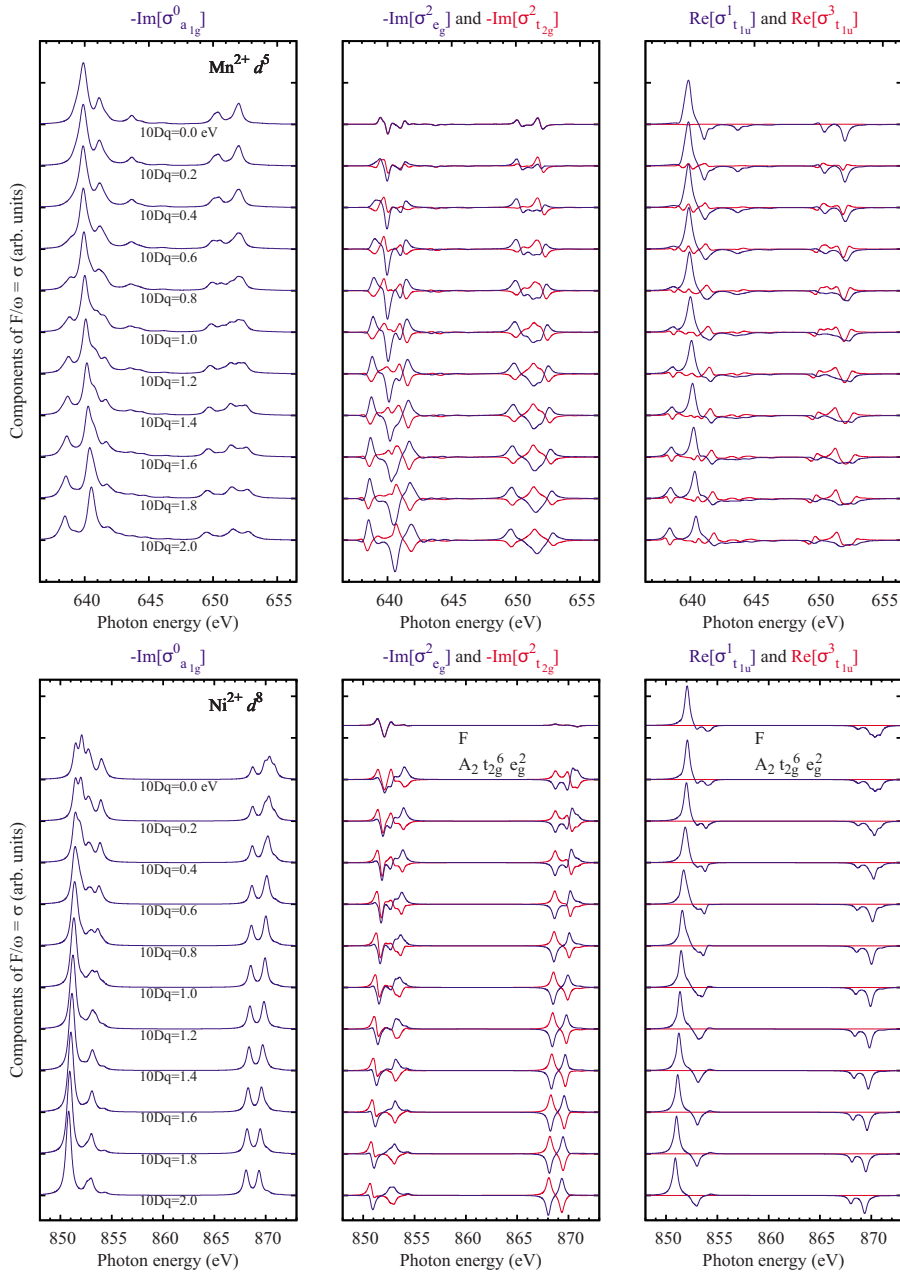 -Im[σ⁰ₐ₁g]
-Im[σ²e_g] and -Im[σ²t₂g]
Re[σ¹t₁u] and Re[σ³t₁u]
Mn²⁺ d⁵
10Dq=0.0 eV
10Dq=0.2
10Dq=0.4
10Dq=0.6
10Dq=0.8
10Dq=1.0
10Dq=1.2
10Dq=1.4
10Dq=1.6
10Dq=1.8
10Dq=2.0
Components of F/ω = σ (arb. units)
640 645 650 655
640 645 650 655
640 645 650 655
Photon energy (eV)
Photon energy (eV)
Photon energy (eV)
-Im[σ⁰ₐ₁g]
-Im[σ²e_g] and -Im[σ²t₂g]
Re[σ¹t₁u] and Re[σ³t₁u]
Ni²⁺ d⁸
F
A₂ t₂g⁶ e_g²
F
A₂ t₂g⁶ e_g²
10Dq=0.0 eV
10Dq=0.2
10Dq=0.4
10Dq=0.6
10Dq=0.8
10Dq=1.0
10Dq=1.2
10Dq=1.4
10Dq=1.6
10Dq=1.8
10Dq=2.0
Components of F/ω = σ (arb. units)
850 855 860 865 870
850 855 860 865 870
850 855 860 865 870
Photon energy (eV)
Photon energy (eV)
Photon energy (eV)